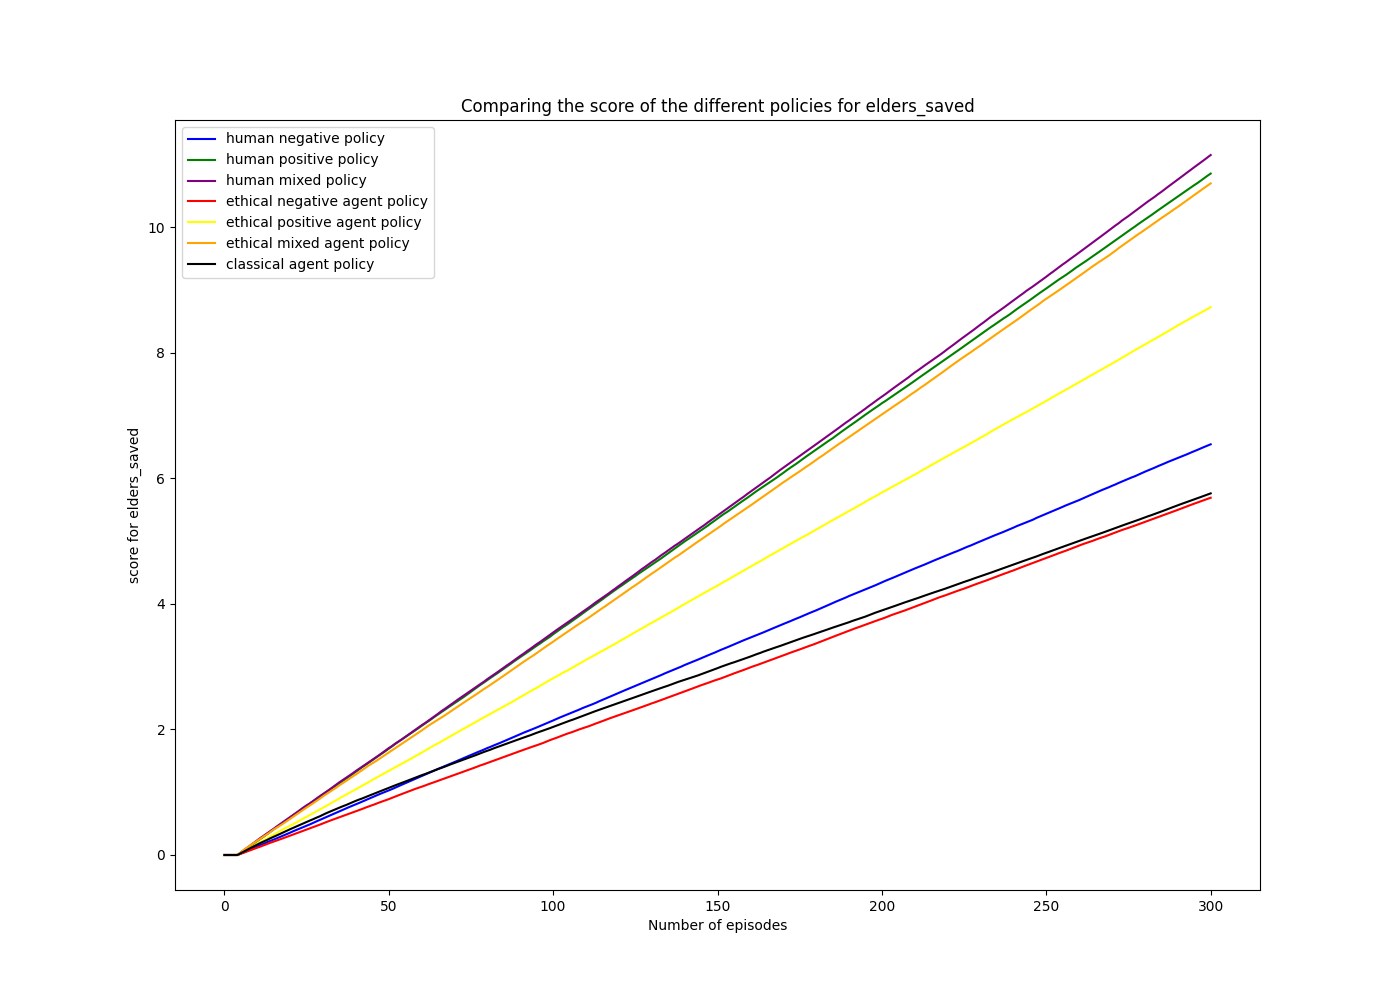 Comparing the score of the different policies for elders_saved
human negative policy
human positive policy
human mixed policy
ethical negative agent policy
ethical positive agent policy
ethical mixed agent policy
classical agent policy
10
8
6
4
2
0
score for elders_saved
0 50 100 150 200 250 300
Number of episodes